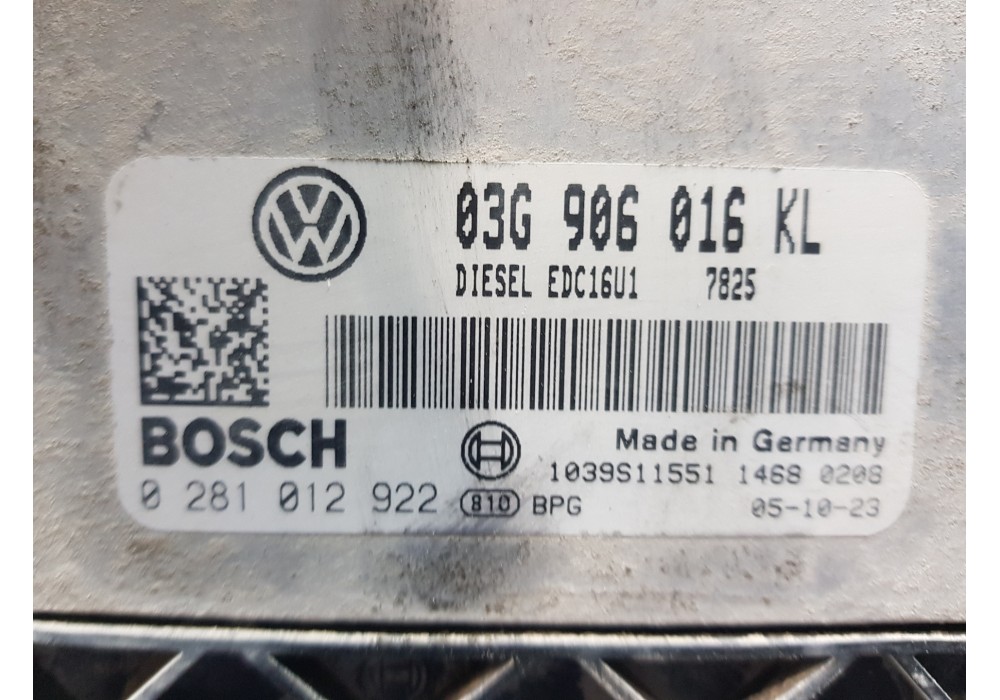 03G 906 016 KL
DIESEL EDC16U1 7825
BOSCH
Made in Germany
1039S11551 1468 0208
0 281 012 922 810 BPG 05-10-23